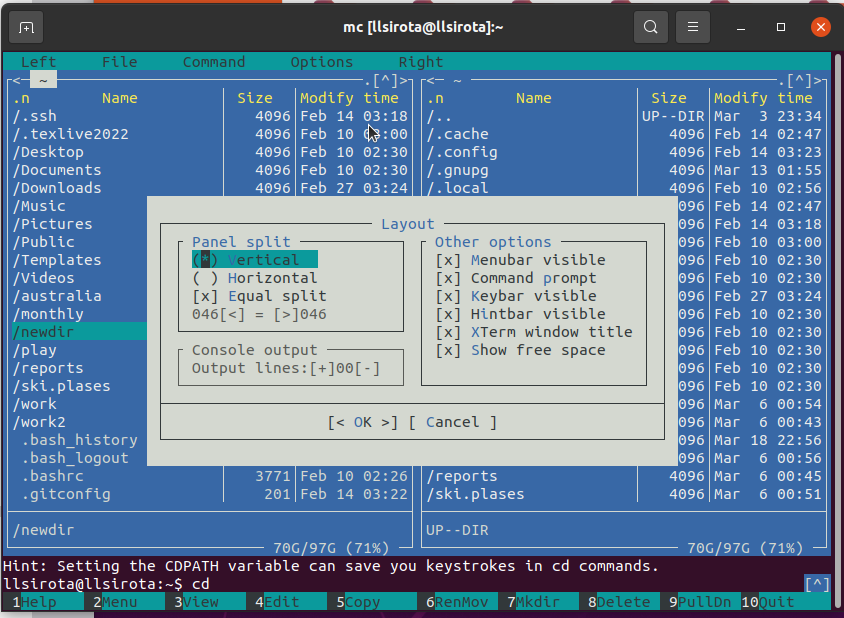 mc [llsirota@llsirota]:~
Left File Command Options Right
<─ ~ .[^]> <─ ~ .[^]>
.n Name Size Modify time .n Name Size Modify time
/.ssh 4096 Feb 14 03:18 /.. UP--DIR Mar 3 23:34
/.texlive2022 4096 Feb 10 03:00 /.cache 4096 Feb 14 02:47
/Desktop 4096 Feb 10 02:30 /.config 4096 Feb 14 03:23
/Documents 4096 Feb 10 02:30 /.gnupg 4096 Mar 13 01:55
/Downloads 4096 Feb 27 03:24 /.local 4096 Feb 10 02:56
/Music 096 Feb 14 02:47
/Pictures Layout 096 Feb 14 03:18
/Public Panel split Other options 096 Feb 10 03:00
/Templates (*) Vertical [x] Menubar visible 096 Feb 10 02:30
/Videos ( ) Horizontal [x] Command prompt 096 Feb 10 02:30
/australia [x] Equal split [x] Keybar visible 096 Feb 27 03:24
/monthly 046[<] = [>]046 [x] Hintbar visible 096 Feb 10 02:30
/newdir [x] XTerm window title 096 Feb 10 02:30
/play Console output [x] Show free space 096 Feb 10 02:30
/reports Output lines:[+]00[-] 096 Feb 10 02:30
/ski.plases 096 Feb 10 02:30
/work 096 Mar 6 00:54
/work2 [< OK >] [ Cancel ] 096 Mar 6 00:43
.bash_history 096 Mar 18 22:56
.bash_logout 096 Mar 6 00:56
.bashrc 3771 Feb 10 02:26 /reports 4096 Mar 6 00:45
.gitconfig 201 Feb 14 03:22 /ski.plases 4096 Mar 6 00:51
/newdir UP--DIR
70G/97G (71%) 70G/97G (71%)
Hint: Setting the CDPATH variable can save you keystrokes in cd commands.
llsirota@llsirota:~$ cd [^]
1Help 2Menu 3View 4Edit 5Copy 6RenMov 7Mkdir 8Delete 9PullDn 10Quit